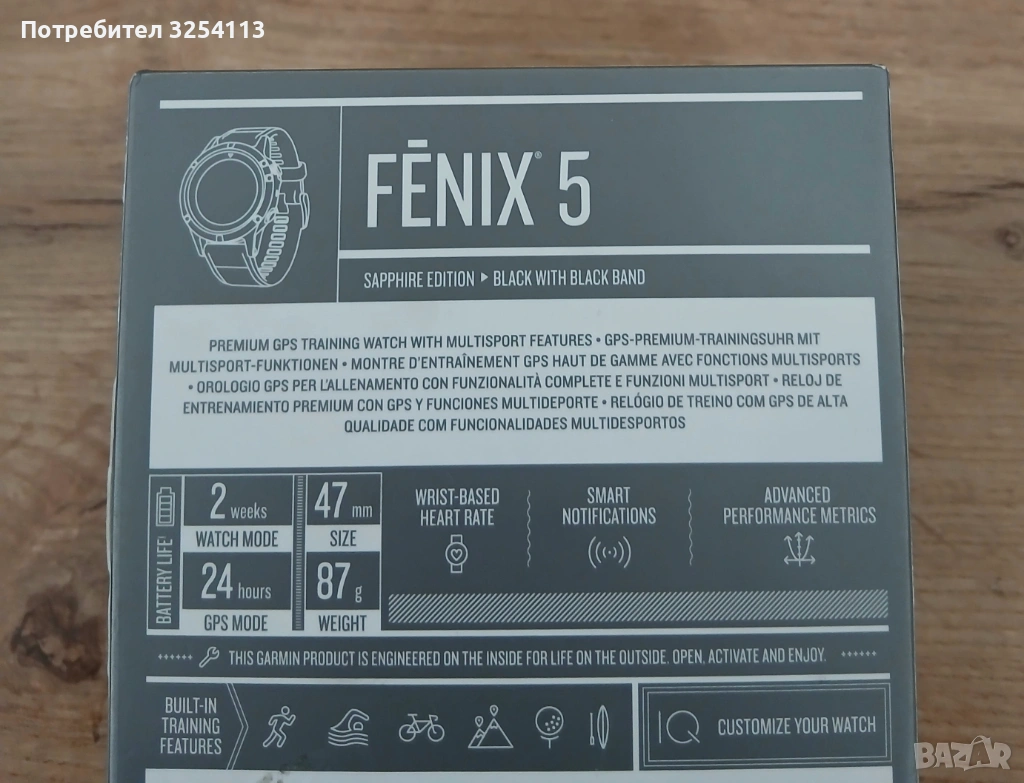 Потребител 3254113
FĒNIX® 5
SAPPHIRE EDITION ▸ BLACK WITH BLACK BAND
PREMIUM GPS TRAINING WATCH WITH MULTISPORT FEATURES • GPS-PREMIUM-TRAININGSUHR MIT
MULTISPORT-FUNKTIONEN • MONTRE D'ENTRAÎNEMENT GPS HAUT DE GAMME AVEC FONCTIONS MULTISPORTS
• OROLOGIO GPS PER L'ALLENAMENTO CON FUNZIONALITÀ COMPLETE E FUNZIONI MULTISPORT • RELOJ DE
ENTRENAMIENTO PREMIUM CON GPS Y FUNCIONES MULTIDEPORTE • RELÓGIO DE TREINO COM GPS DE ALTA
QUALIDADE COM FUNCIONALIDADES MULTIDESPORTOS
BATTERY LIFE¹
2 weeks
WATCH MODE
24 hours
GPS MODE
47 mm
SIZE
87 g
WEIGHT
WRIST-BASED
HEART RATE
SMART
NOTIFICATIONS
ADVANCED
PERFORMANCE METRICS
THIS GARMIN PRODUCT IS ENGINEERED ON THE INSIDE FOR LIFE ON THE OUTSIDE. OPEN, ACTIVATE AND ENJOY.
BUILT-IN
TRAINING
FEATURES
IQ CUSTOMIZE YOUR WATCH
BAZAR